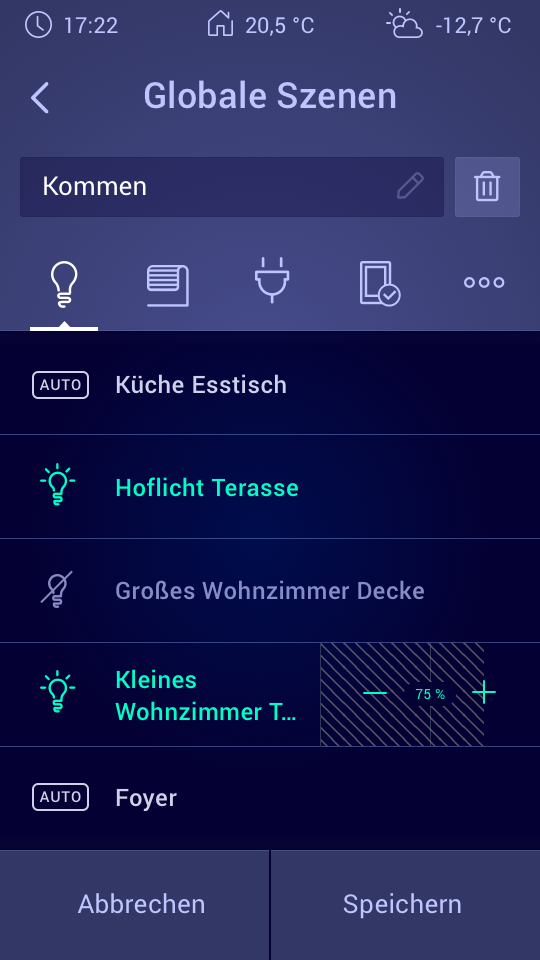 17:22 20,5 °C -12,7 °C
Globale Szenen
Kommen
AUTO Küche Esstisch
Hoflicht Terasse
Großes Wohnzimmer Decke
Kleines
Wohnzimmer T...
75 %
AUTO Foyer
Abbrechen Speichern